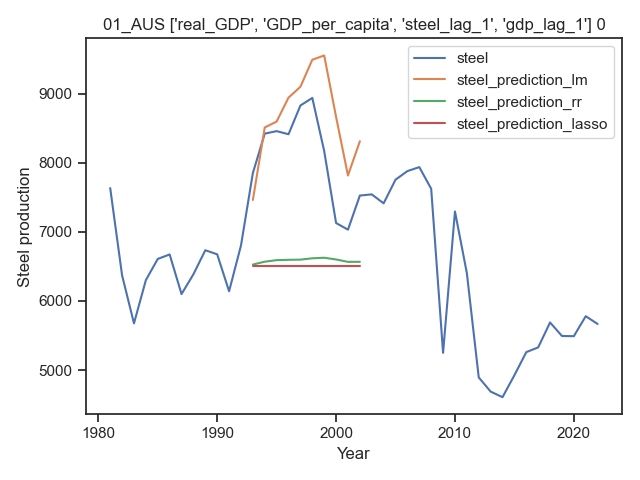 01_AUS ['real_GDP', 'GDP_per_capita', 'steel_lag_1', 'gdp_lag_1'] 0
steel
steel_prediction_lm
steel_prediction_rr
steel_prediction_lasso
Steel production
9000
8000
7000
6000
5000
1980
1990
2000
2010
2020
Year